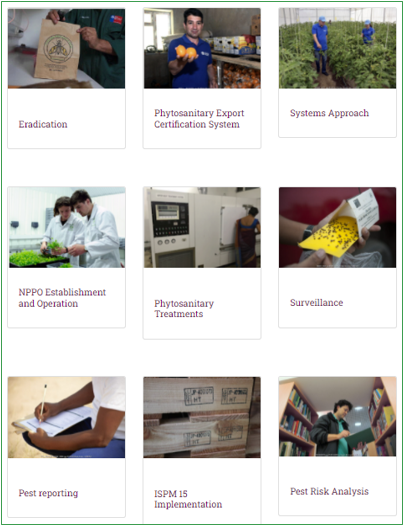 Eradication
Phytosanitary Export
Certification System
Systems Approach
NPPO Establishment
and Operation
Phytosanitary
Treatments
Surveillance
Pest reporting
ISPM 15
Implementation
Pest Risk Analysis